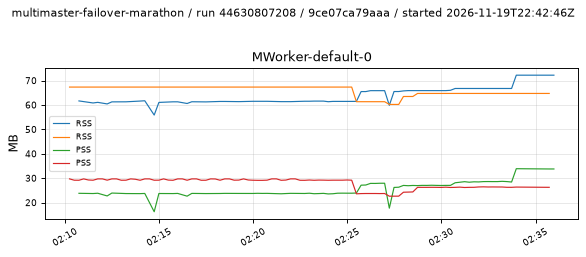 multimaster-failover-marathon / run 44630807208 / 9ce07ca79aaa / started 2026-11-19T22:42:46Z
MWorker-default-0
MB
70
60
50
40
30
20
RSS
RSS
PSS
PSS
02:10
02:15
02:20
02:25
02:30
02:35